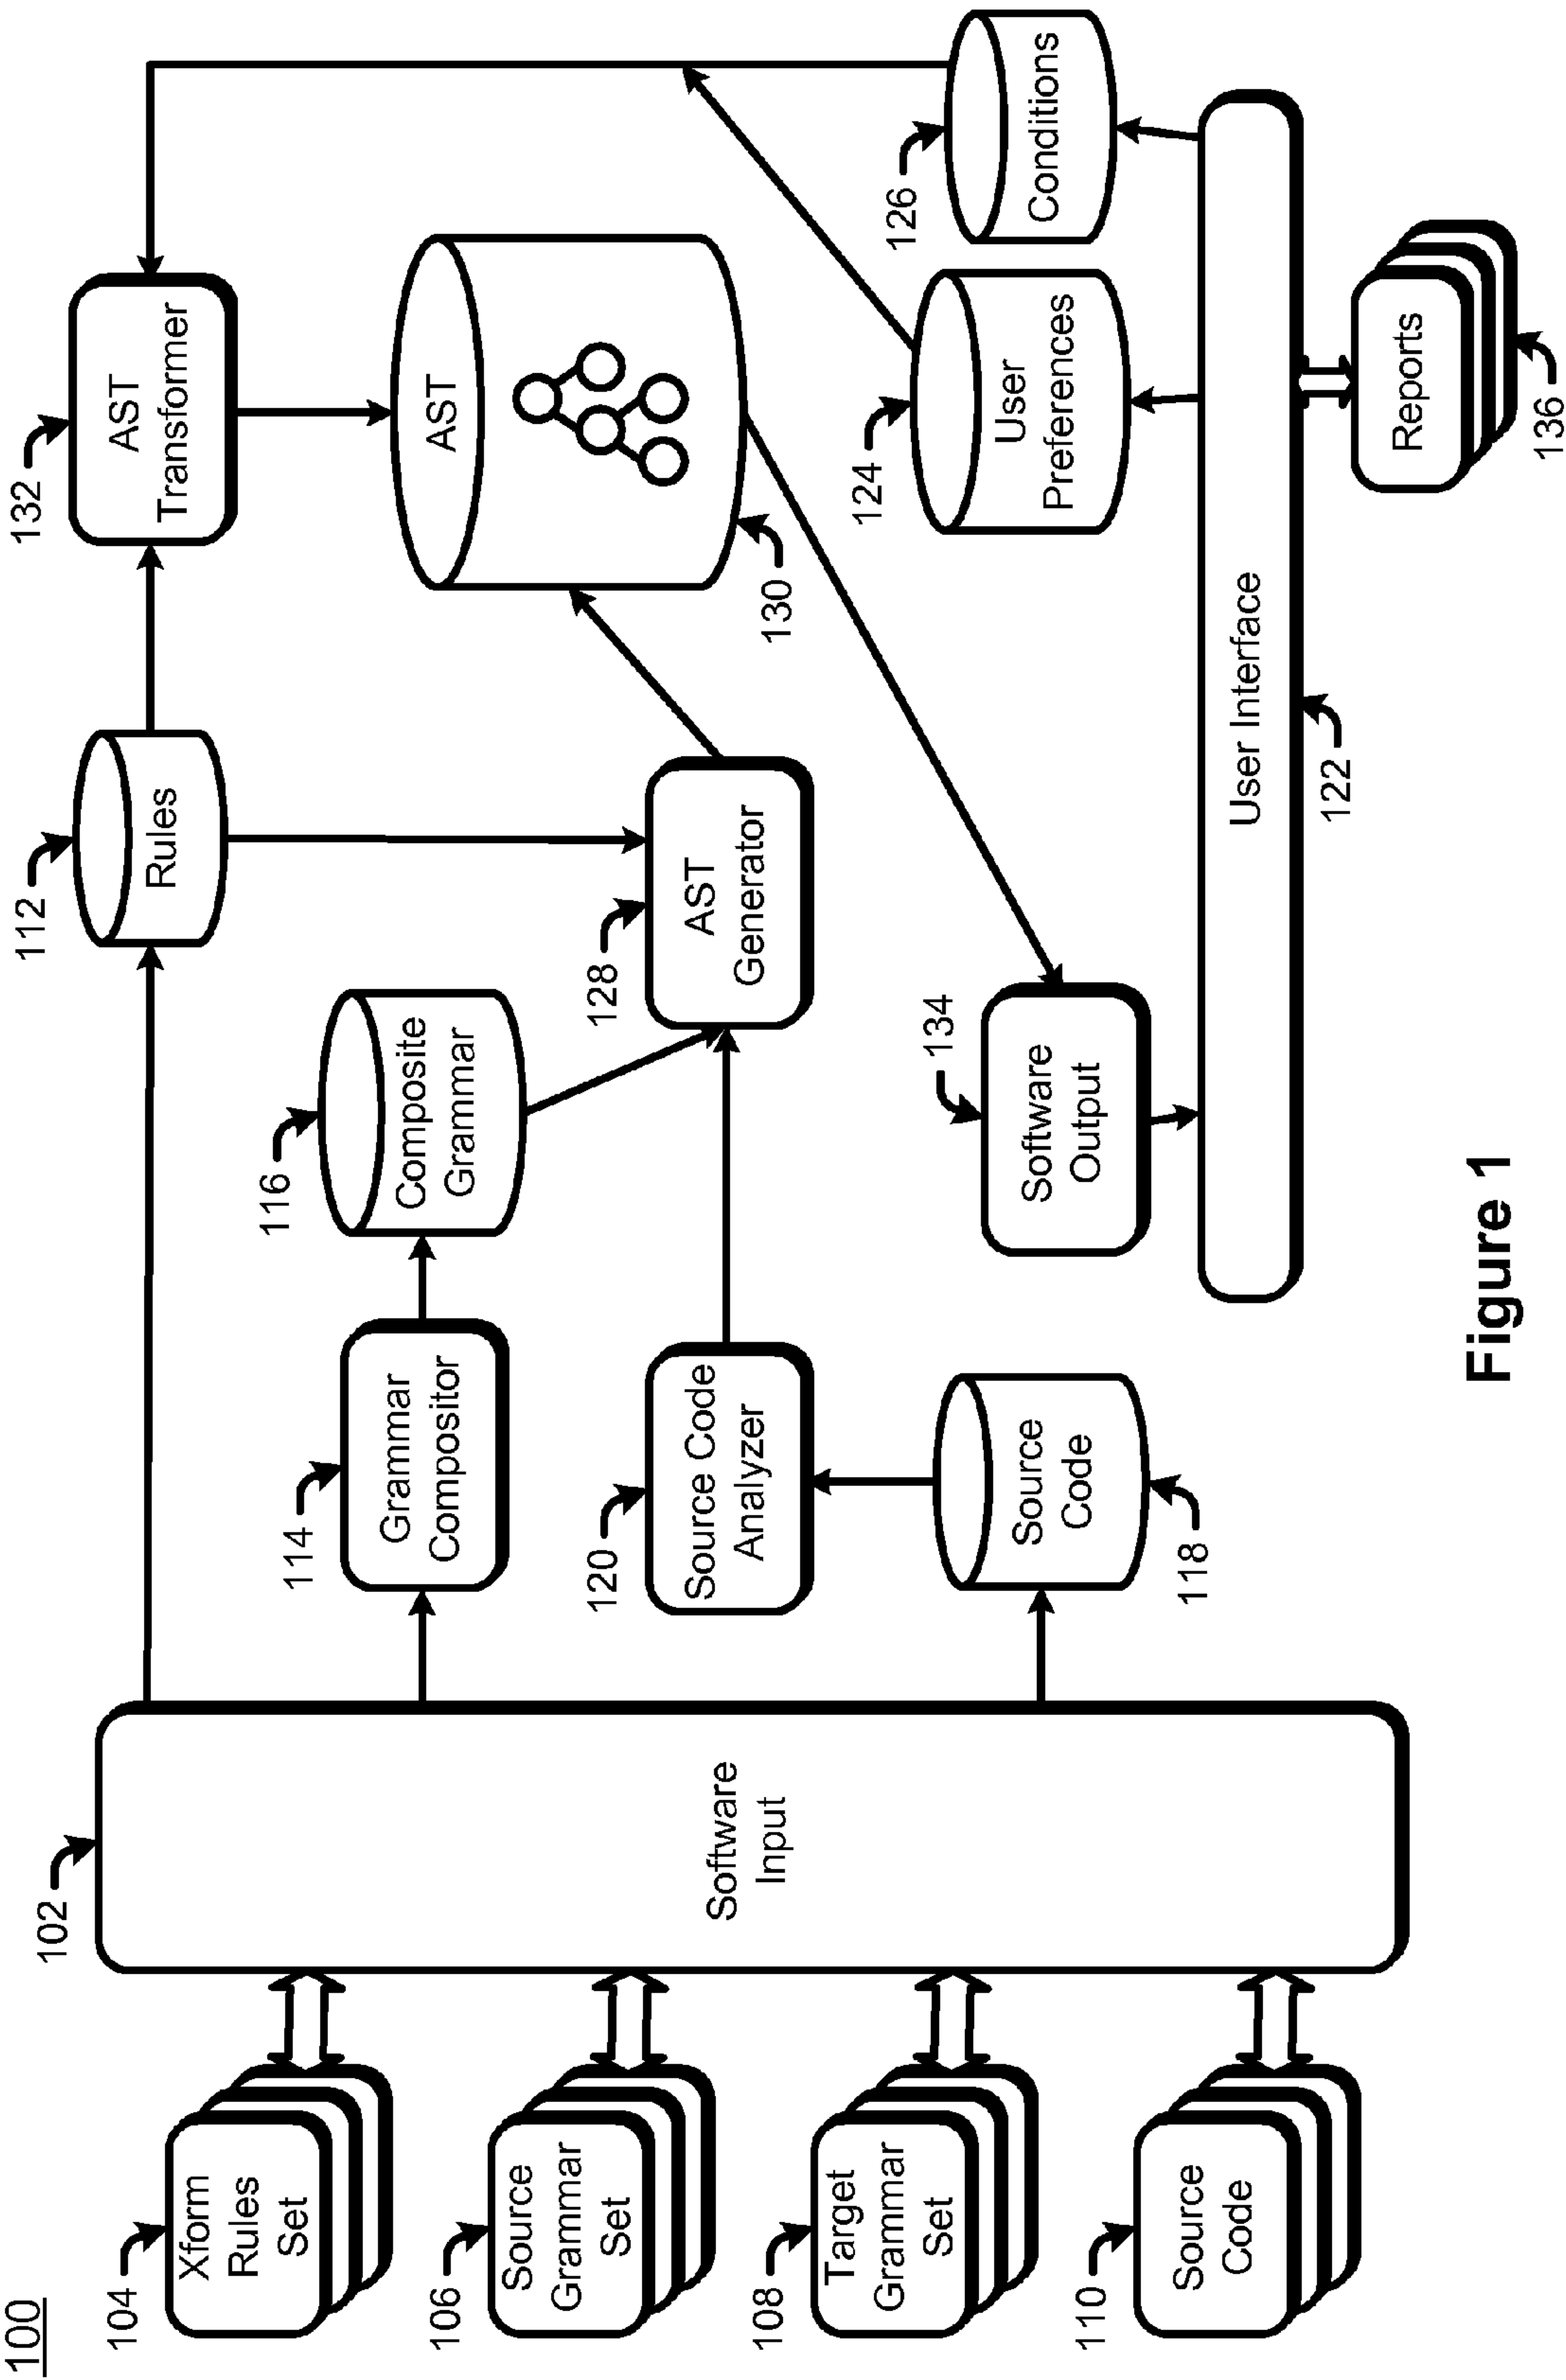 100
104
Xform
Rules
Set
106
Source
Grammar
Set
108
Target
Grammar
Set
110
Source
Code
102
Software
Input
112
Rules
114
Grammar
Compositor
116
Composite
Grammar
120
Source Code
Analyzer
Source
Code
118
128
AST
Generator
132
AST
Transformer
AST
130
134
Software
Output
124
User
Preferences
126
Conditions
User Interface
122
Reports
136
Figure 1